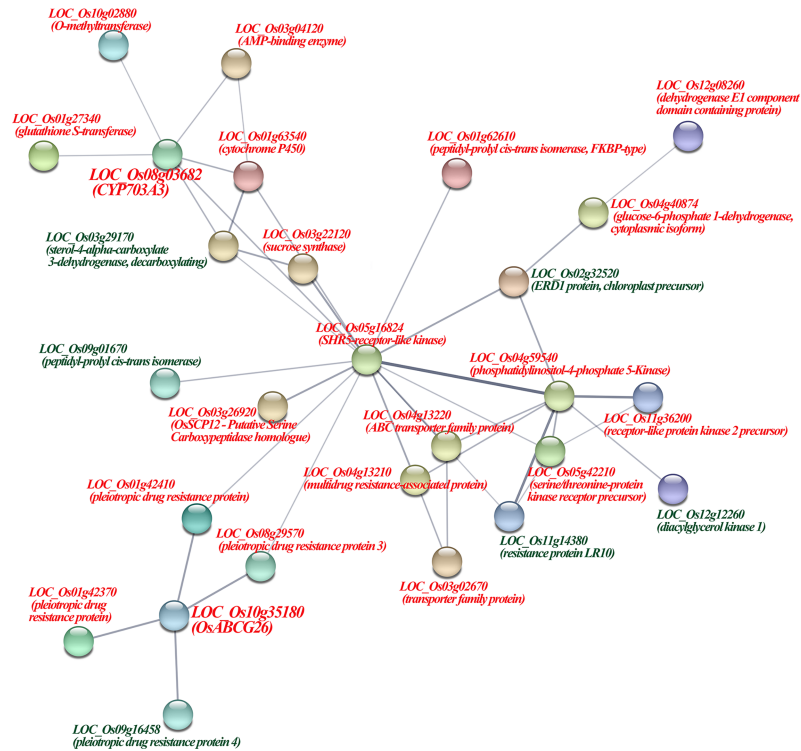 LOC_Os10g02880
(O-methyltransferase)
LOC_Os03g04120
(AMP-binding enzyme)
LOC_Os12g08260
(dehydrogenase E1 component
domain containing protein)
LOC_Os01g27340
(glutathione S-transferase)
LOC_Os01g63540
(cytochrome P450)
LOC_Os01g62610
(peptidyl-prolyl cis-trans isomerase, FKBP-type)
LOC_Os08g03682
(CYP703A3)
LOC_Os04g40874
(glucose-6-phosphate 1-dehydrogenase,
cytoplasmic isoform)
LOC_Os03g29170
(sterol-4-alpha-carboxylate
3-dehydrogenase, decarboxylating)
LOC_Os03g22120
(sucrose synthase)
LOC_Os02g32520
(ERD1 protein, chloroplast precursor)
LOC_Os05g16824
(SHR5-receptor-like kinase)
LOC_Os09g01670
(peptidyl-prolyl cis-trans isomerase)
LOC_Os04g59540
(phosphatidylinositol-4-phosphate 5-Kinase)
LOC_Os03g26920
(OsSCP12 - Putative Serine
Carboxypeptidase homologue)
LOC_Os04g13220
(ABC transporter family protein)
LOC_Os11g36200
(receptor-like protein kinase 2 precursor)
LOC_Os04g13210
(multidrug resistance-associated protein)
LOC_Os05g42210
(serine/threonine-protein
kinase receptor precursor)
LOC_Os01g42410
(pleiotropic drug resistance protein)
LOC_Os12g12260
(diacylglycerol kinase 1)
LOC_Os08g29570
(pleiotropic drug resistance protein 3)
LOC_Os11g14380
(resistance protein LR10)
LOC_Os03g02670
(transporter family protein)
LOC_Os01g42370
(pleiotropic drug
resistance protein)
LOC_Os10g35180
(OsABCG26)
LOC_Os09g16458
(pleiotropic drug resistance protein 4)